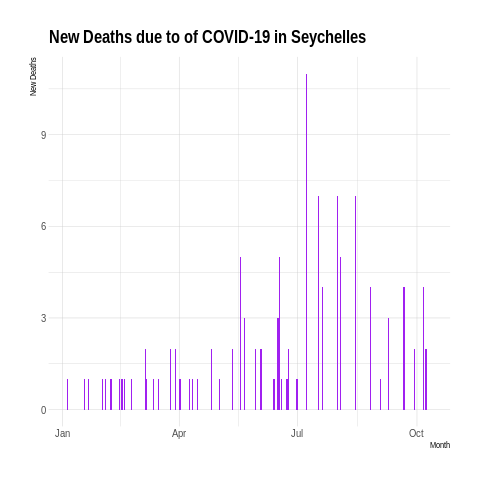 New Deaths due to of COVID-19 in Seychelles
New Deaths
9
6
3
0
Jan Apr Jul Oct
Month